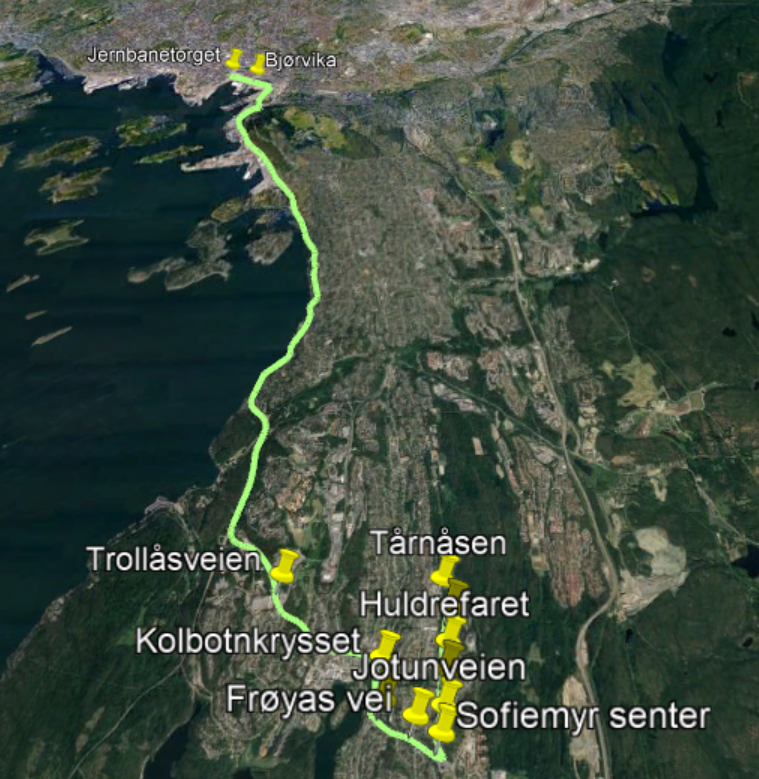 Jernbanetorget
Bjørvika
Tårnåsen
Trollåsveien
Huldrefaret
Kolbotnkrysset
Jotunveien
Frøyas vei
Sofiemyr senter